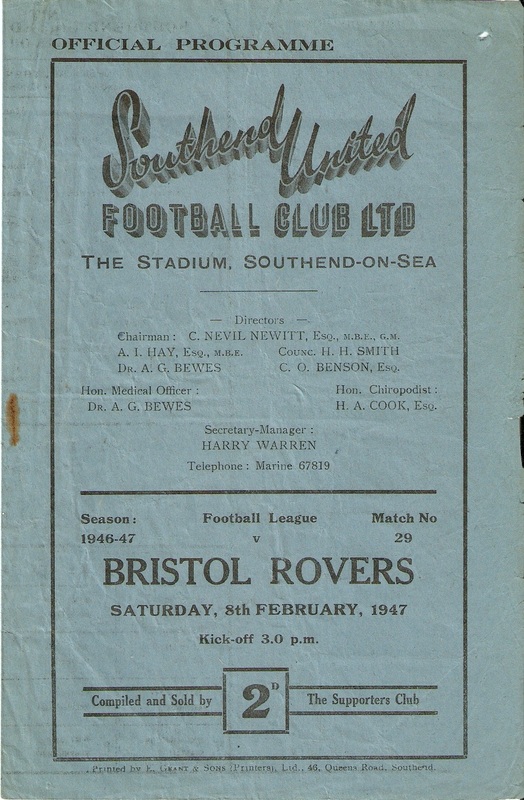 OFFICIAL PROGRAMME
Southend United
FOOTBALL CLUB LTD
THE STADIUM, SOUTHEND-ON-SEA
— Directors —
Chairman : C. NEVIL NEWITT, Esq., M.B.E., G.M.
A. I. HAY, Esq., M.B.E. Counc. H. H. SMITH
Dr. A. G. BEWES C. O. BENSON, Esq.
Hon. Medical Officer : Hon. Chiropodist :
Dr. A. G. BEWES H. A. COOK, Esq.
Secretary-Manager :
HARRY WARREN
Telephone : Marine 67819
Season : Football League Match No
1946-47 v 29
BRISTOL ROVERS
SATURDAY, 8th FEBRUARY, 1947
Kick-off 3.0 p.m.
Compiled and Sold by 2D The Supporters Club
Printed by E. Grant & Sons (Printers), Ltd., 46, Queens Road, Southend.